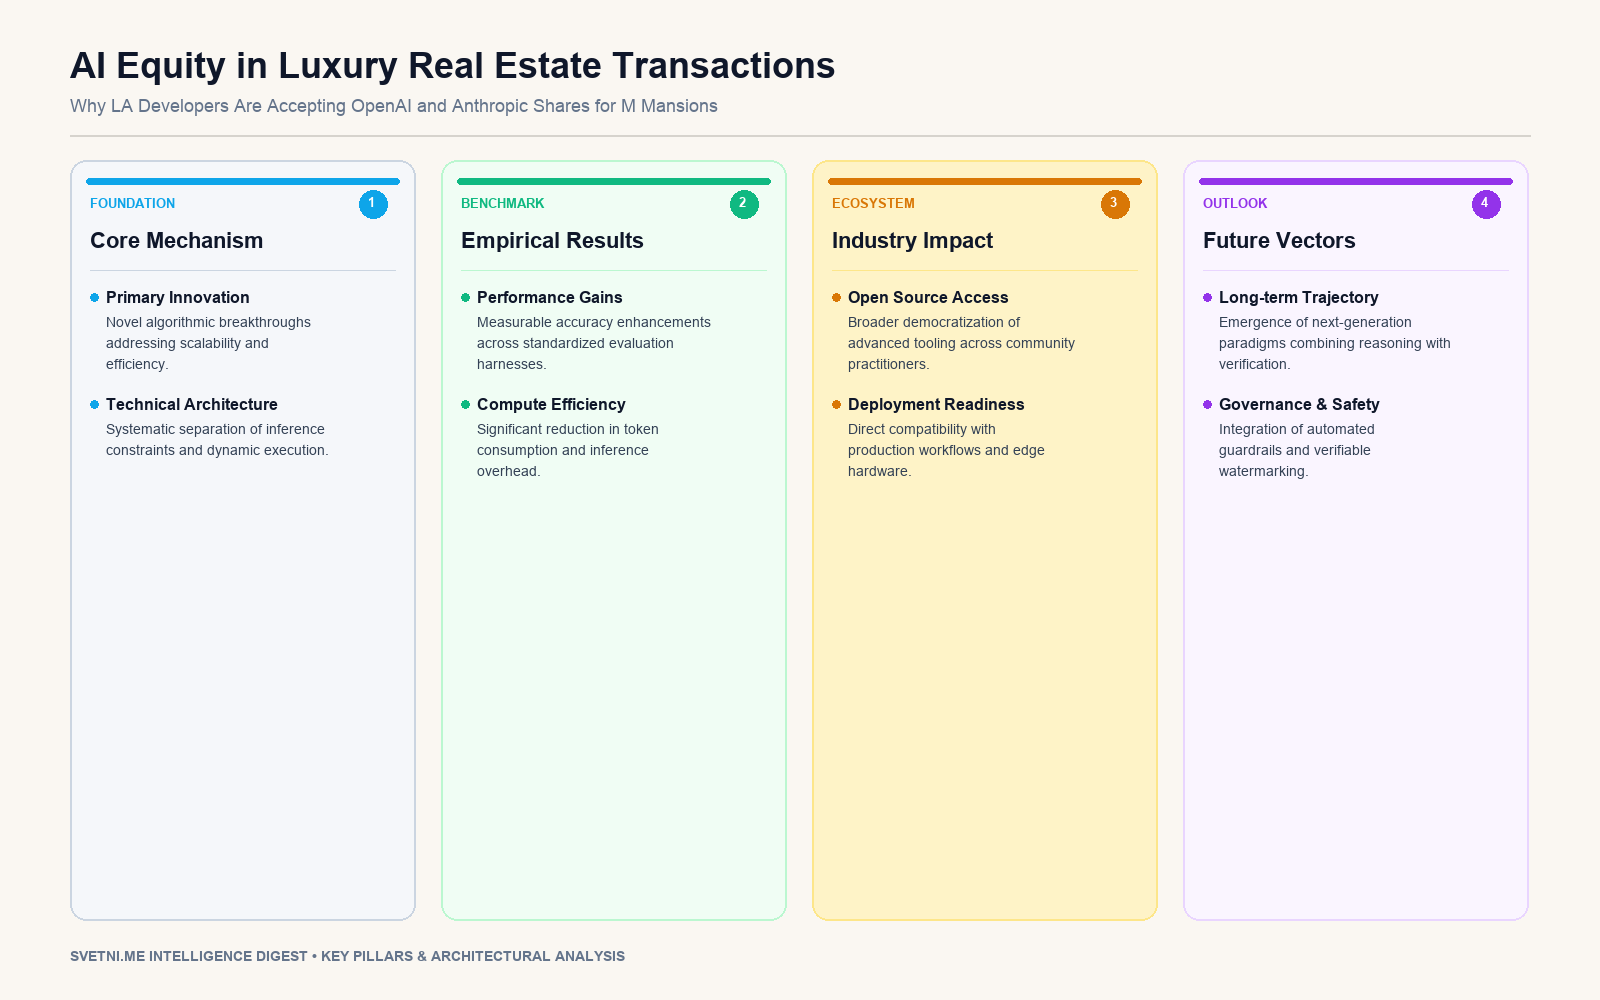 AI Equity in Luxury Real Estate Transactions
Why LA Developers Are Accepting OpenAI and Anthropic Shares for M Mansions
FOUNDATION
1
Core Mechanism
Primary Innovation
Novel algorithmic breakthroughs
addressing scalability and
efficiency.
Technical Architecture
Systematic separation of inference
constraints and dynamic execution.
BENCHMARK
2
Empirical Results
Performance Gains
Measurable accuracy enhancements
across standardized evaluation
harnesses.
Compute Efficiency
Significant reduction in token
consumption and inference
overhead.
ECOSYSTEM
3
Industry Impact
Open Source Access
Broader democratization of
advanced tooling across community
practitioners.
Deployment Readiness
Direct compatibility with
production workflows and edge
hardware.
OUTLOOK
4
Future Vectors
Long-term Trajectory
Emergence of next-generation
paradigms combining reasoning with
verification.
Governance & Safety
Integration of automated
guardrails and verifiable
watermarking.
SVETNI.ME INTELLIGENCE DIGEST • KEY PILLARS & ARCHITECTURAL ANALYSIS